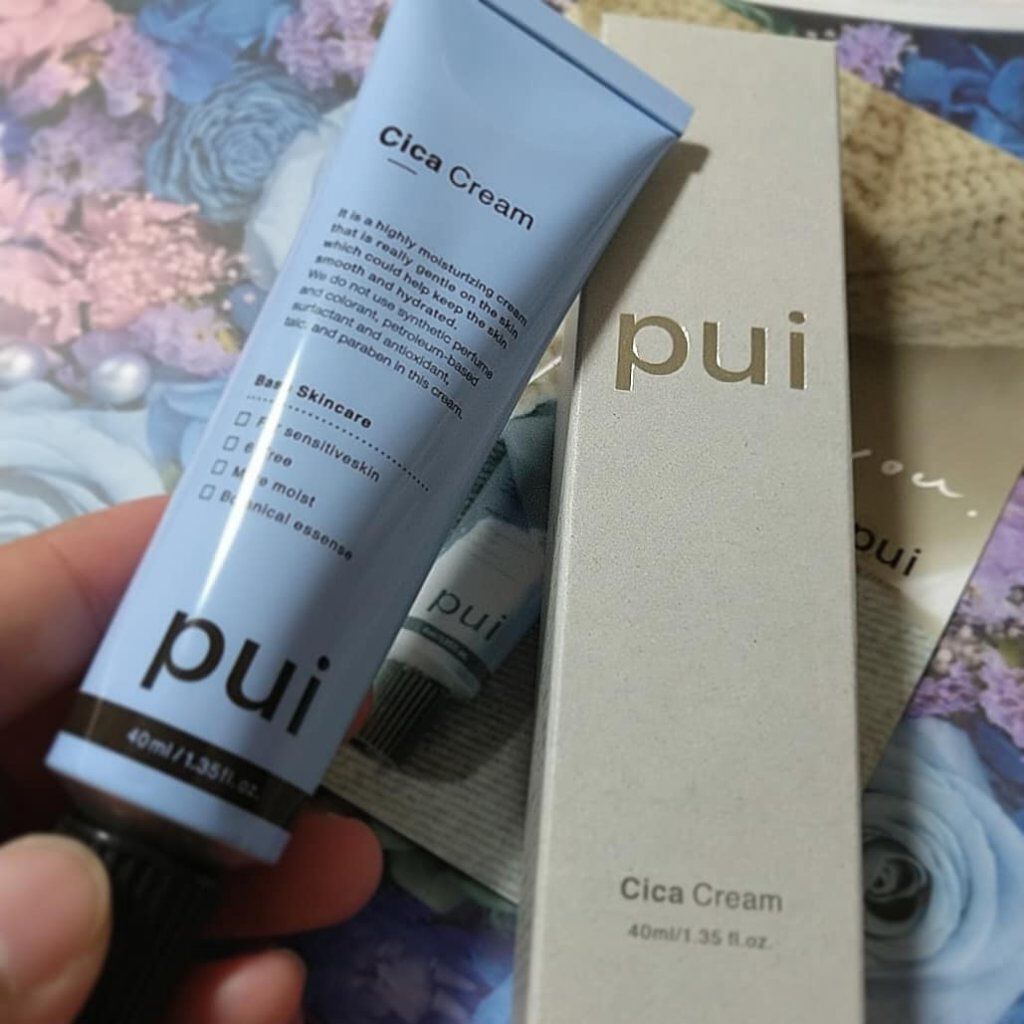 Cica Cream
It is a highly moisturizing cream
that is really gentle on the skin
which could help keep the skin
smooth and hydrated.
We do not use synthetic perfume
and colorant, petroleum-based
surfactant and antioxidant,
talc and paraben in this cream.
Skincare
sensitiveskin
moist
Botanical essense
pui
40ml/1.35fl.oz.
pui
Cica Cream
40ml/1.35 fl.oz.
pui
you.
pui